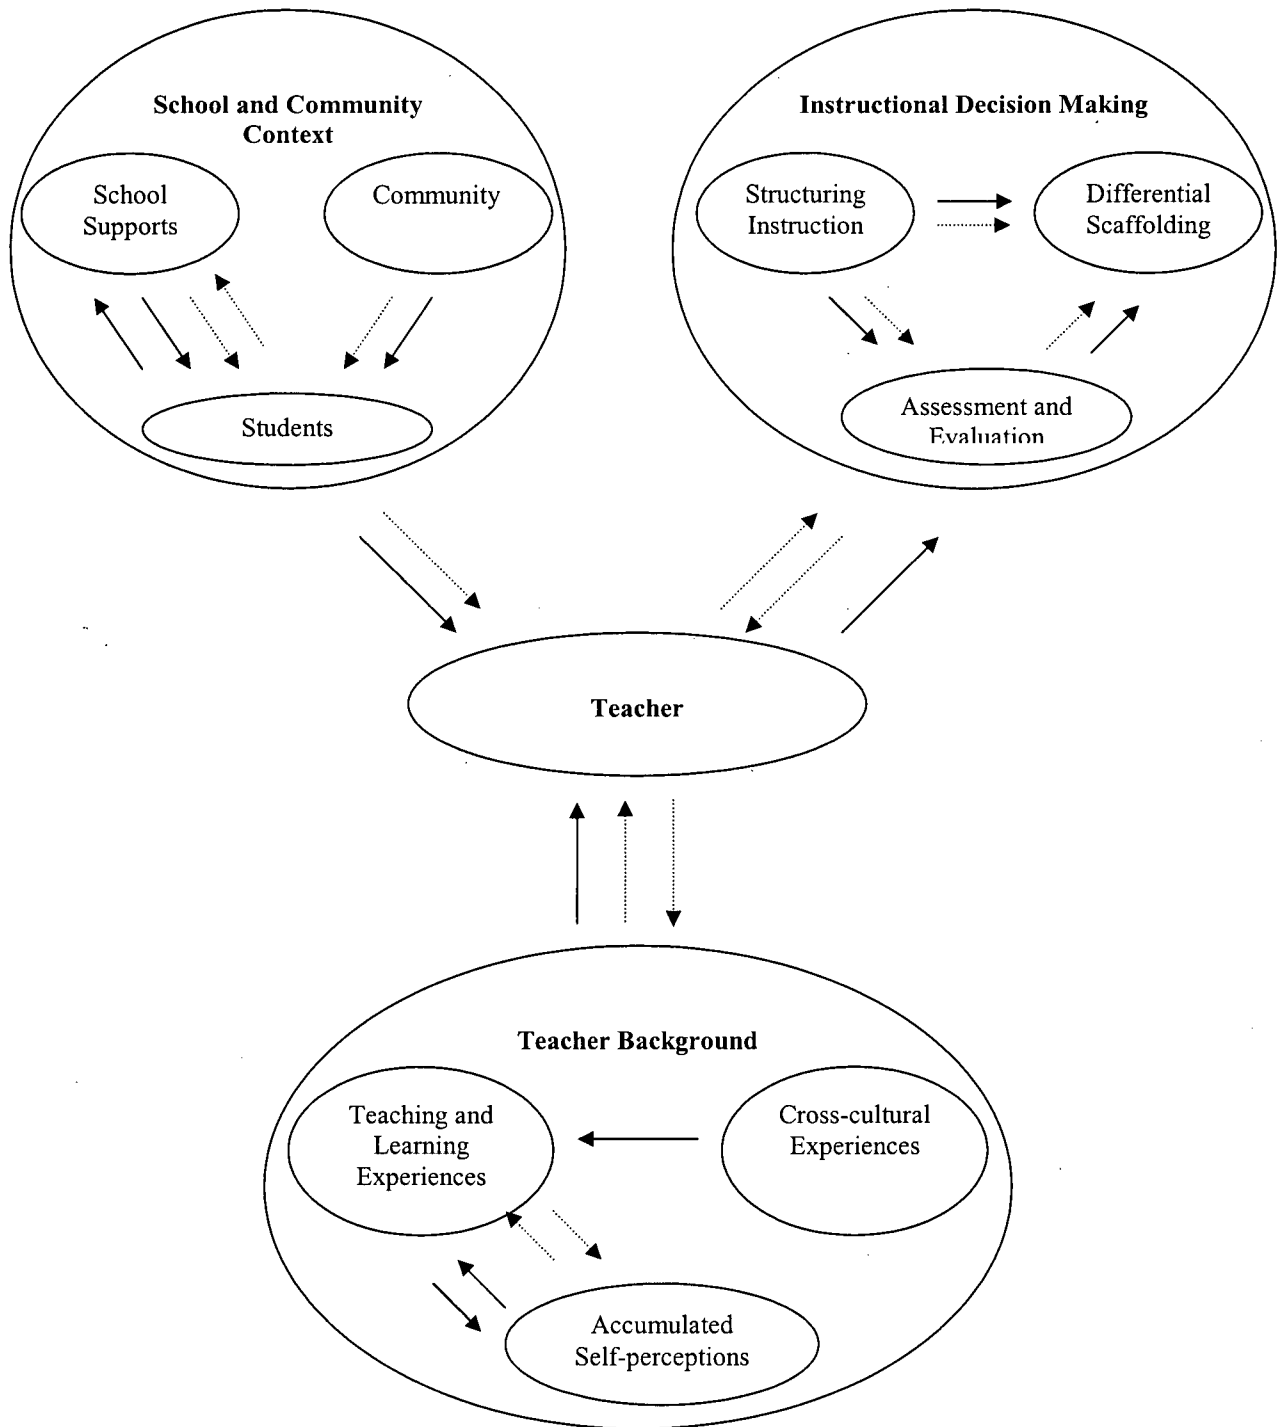 School and Community
Context
School
Supports
Community
Students
Instructional Decision Making
Structuring
Instruction
Differential
Scaffolding
Assessment and
Evaluation
Teacher
Teacher Background
Teaching and
Learning
Experiences
Cross-cultural
Experiences
Accumulated
Self-perceptions